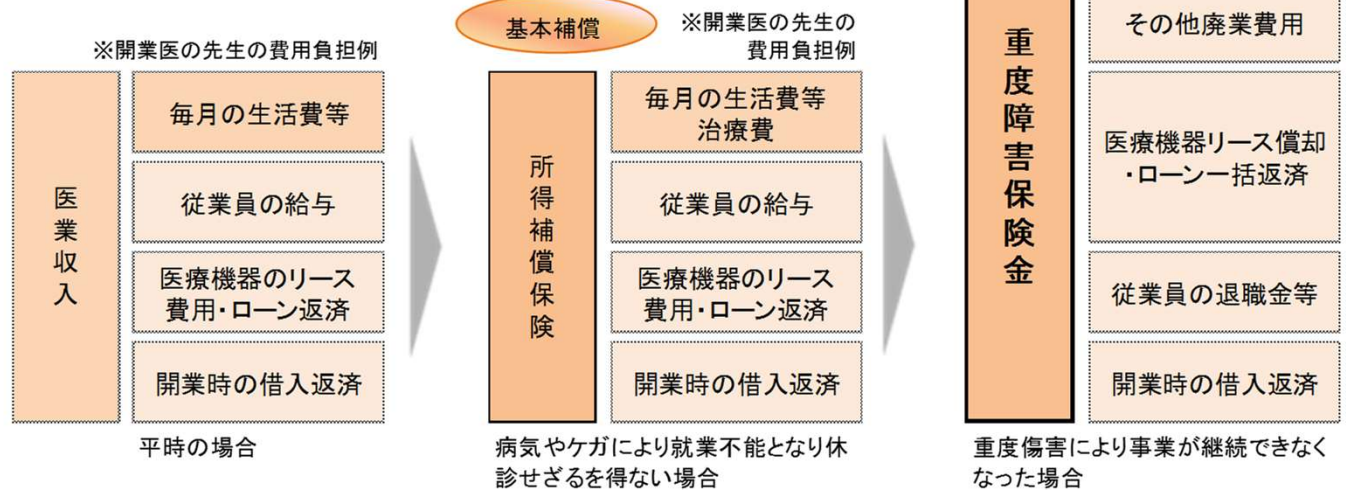 ※開業医の先生の費用負担例
医業収入
毎月の生活費等
従業員の給与
医療機器のリース
費用・ローン返済
開業時の借入返済
平時の場合
基本補償
※開業医の先生の
費用負担例
所得補償保険
毎月の生活費等
治療費
従業員の給与
医療機器のリース
費用・ローン返済
開業時の借入返済
病気やケガにより就業不能となり休
診せざるを得ない場合
重度障害保険金
その他廃業費用
医療機器リース償却
・ローン一括返済
従業員の退職金等
開業時の借入返済
重度傷害により事業が継続できなく
なった場合